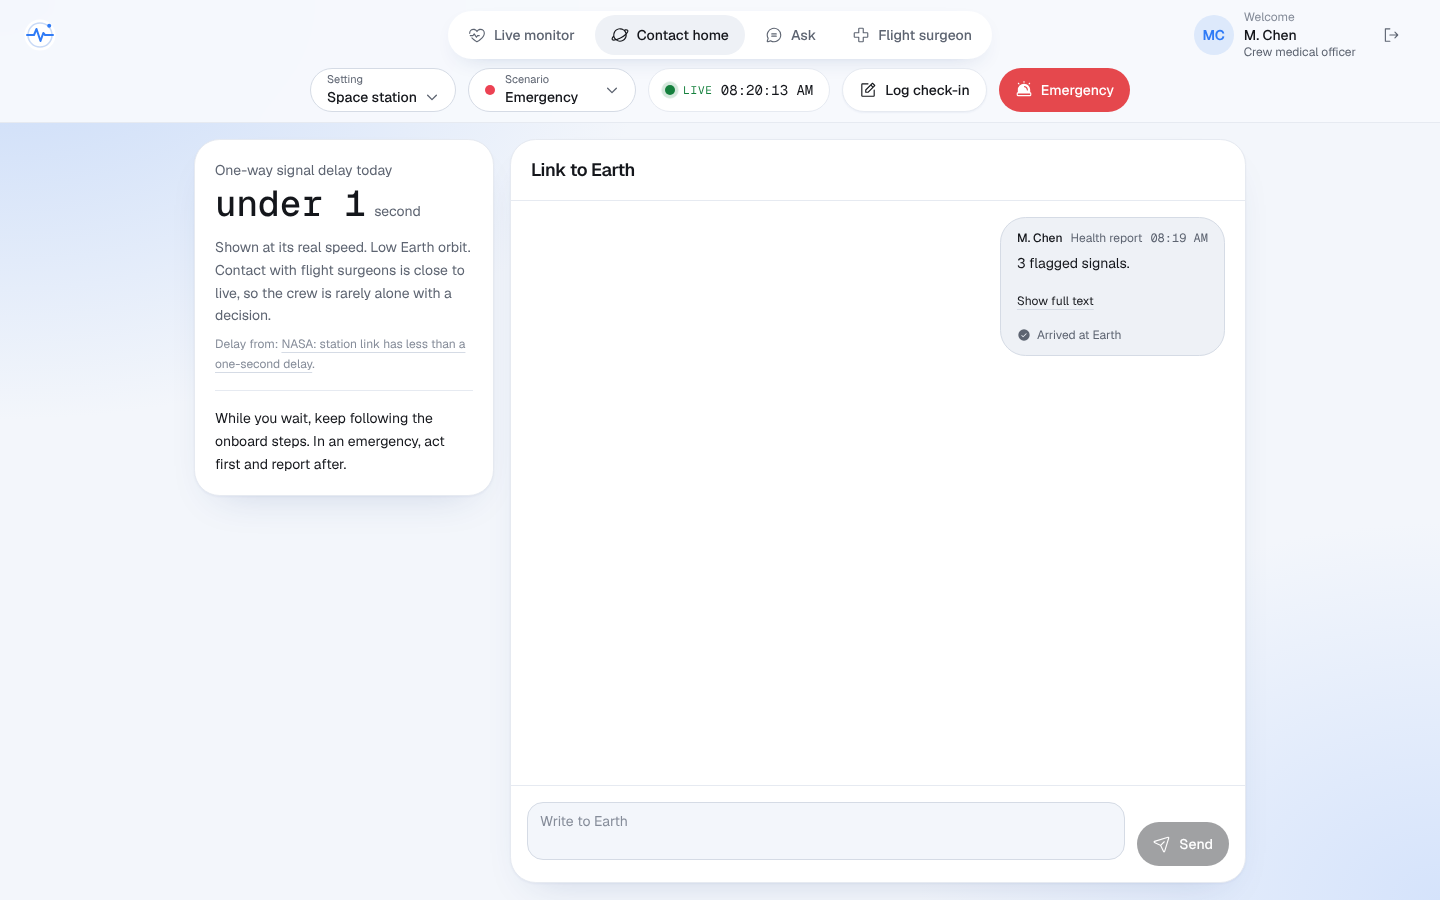 Live monitor
Contact home
Ask
Flight surgeon
MC
Welcome
M. Chen
Crew medical officer
Setting
Space station
Scenario
Emergency
LIVE 08:20:13 AM
Log check-in
Emergency
One-way signal delay today
under 1 second
Shown at its real speed. Low Earth orbit.
Contact with flight surgeons is close to
live, so the crew is rarely alone with a
decision.
Delay from: NASA: station link has less than a
one-second delay.
While you wait, keep following the
onboard steps. In an emergency, act
first and report after.
Link to Earth
M. Chen Health report 08:19 AM
3 flagged signals.
Show full text
Arrived at Earth
Write to Earth
Send